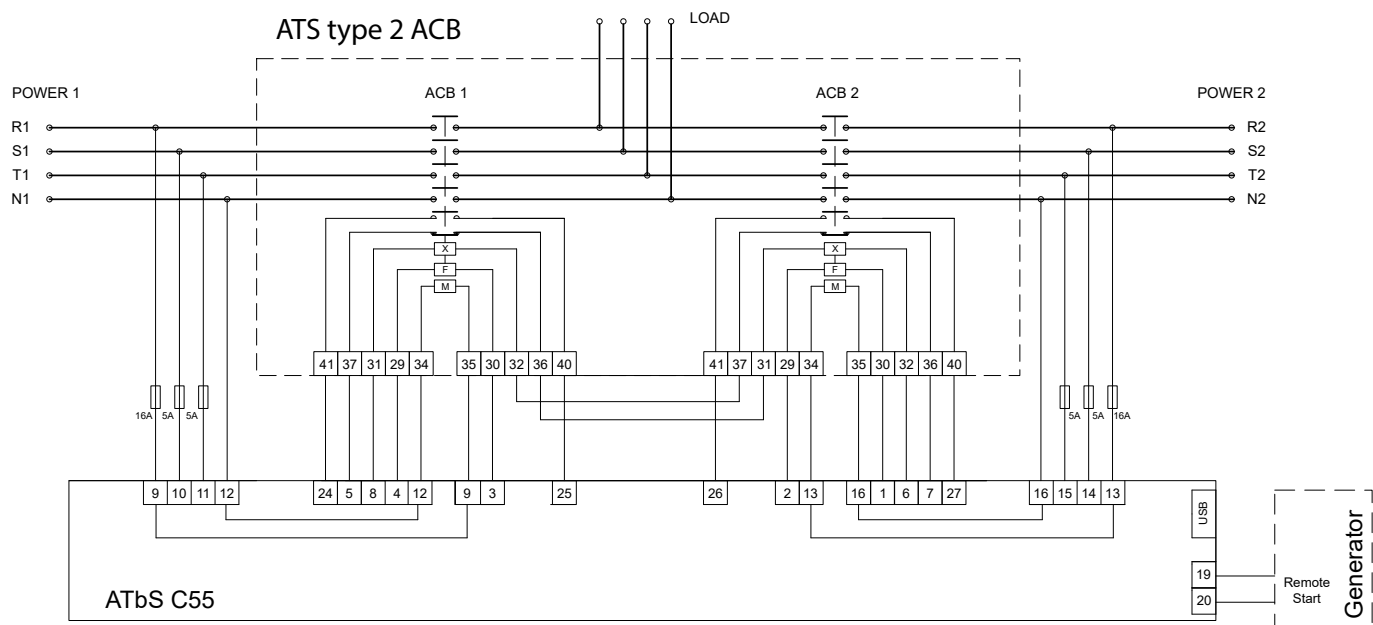 ATS type 2 ACB
LOAD
POWER 1
ACB 1
ACB 2
POWER 2
R1
R2
S1
S2
T1
T2
N1
N2
X
X
F
F
M
M
41 37 31 29 34 35 30 32 36 40
41 37 31 29 34 35 30 32 36 40
16A 5A 5A
5A 5A 16A
9 10 11 12
24 5 8 4 12 9 3 25
26 2 13 16 1 6 7 27
16 15 14 13
USB
19
20
Remote
Start
Generator
ATbS C55